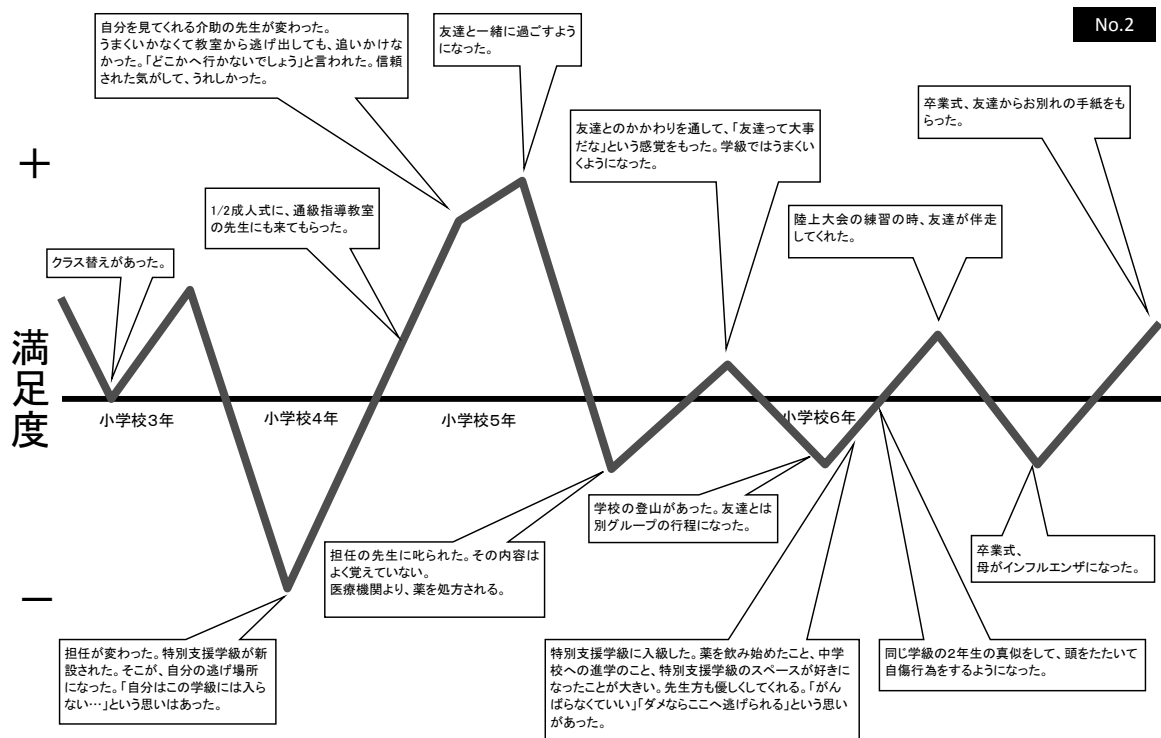 No.2
自分を見てくれる介助の先生が変わった。
うまくいかなくて教室から逃げ出しても、追いかけな
かった。「どこかへ行かないでしょう」と言われた。信頼
された気がして、うれしかった。
友達と一緒に過ごすよう
になった。
友達とのかかわりを通して、「友達って大事
だな」という感覚をもった。学級ではうまくい
くようになった。
卒業式、友達からお別れの手紙をも
らった。
＋
1/2成人式に、通級指導教室
の先生にも来てもらった。
陸上大会の練習の時、友達が伴走
してくれた。
クラス替えがあった。
満足度
小学校3年
小学校4年
小学校5年
小学校6年
学校の登山があった。友達とは
別グループの行程になった。
担任の先生に叱られた。その内容は
よく覚えていない。
医療機関より、薬を処方される。
卒業式、
母がインフルエンザになった。
－
担任が変わった。特別支援学級が新
設された。そこが、自分の逃げ場所
になった。「自分はこの学級には入ら
ない…」という思いはあった。
特別支援学級に入級した。薬を飲み始めたこと、中学
校への進学のこと、特別支援学級のスペースが好きに
なったことが大きい。先生方も優しくしてくれる。「がん
ばらなくていい」「ダメならここへ逃げられる」という思い
があった。
同じ学級の2年生の真似をして、頭をたたいて
自傷行為をするようになった。